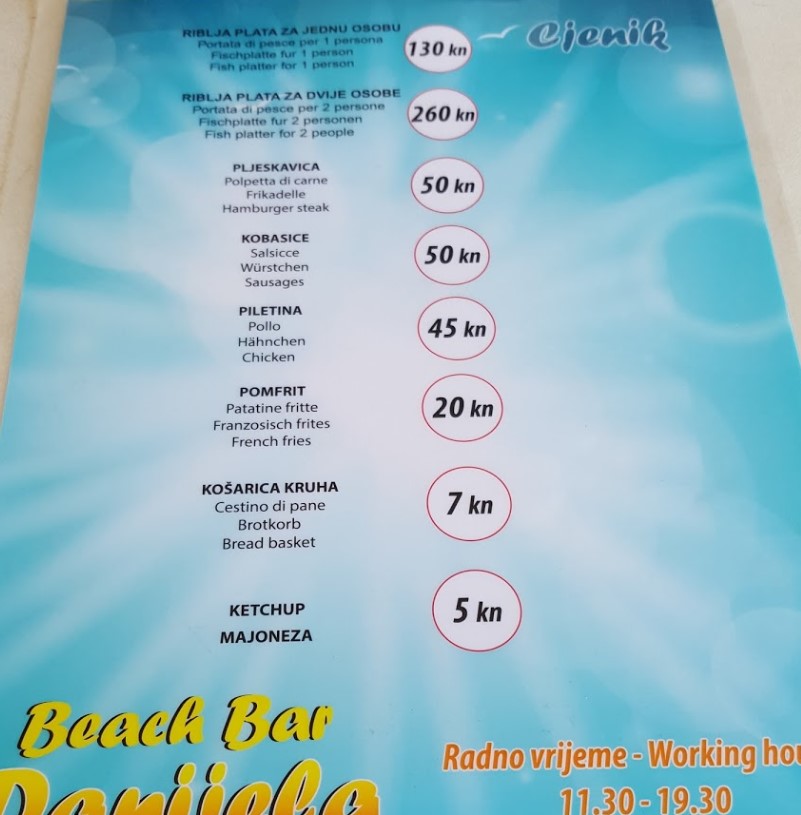 Cjenik
RIBLJA PLATA ZA JEDNU OSOBU
Portata di pesce per 1 persona
Fischplatte fur 1 person
Fish platter for 1 person
130 kn
RIBLJA PLATA ZA DVIJE OSOBE
Portata di pesce per 2 persone
Fischplatte fur 2 personen
Fish platter for 2 people
260 kn
PLJESKAVICA
Polpetta di carne
Frikadelle
Hamburger steak
50 kn
KOBASICE
Salsicce
Würstchen
Sausages
50 kn
PILETINA
Pollo
Hähnchen
Chicken
45 kn
POMFRIT
Patatine fritte
Franzosisch frites
French fries
20 kn
KOŠARICA KRUHA
Cestino di pane
Brotkorb
Bread basket
7 kn
KETCHUP
MAJONEZA
5 kn
Beach Bar
Danijela
Radno vrijeme - Working hou
11.30 - 19.30